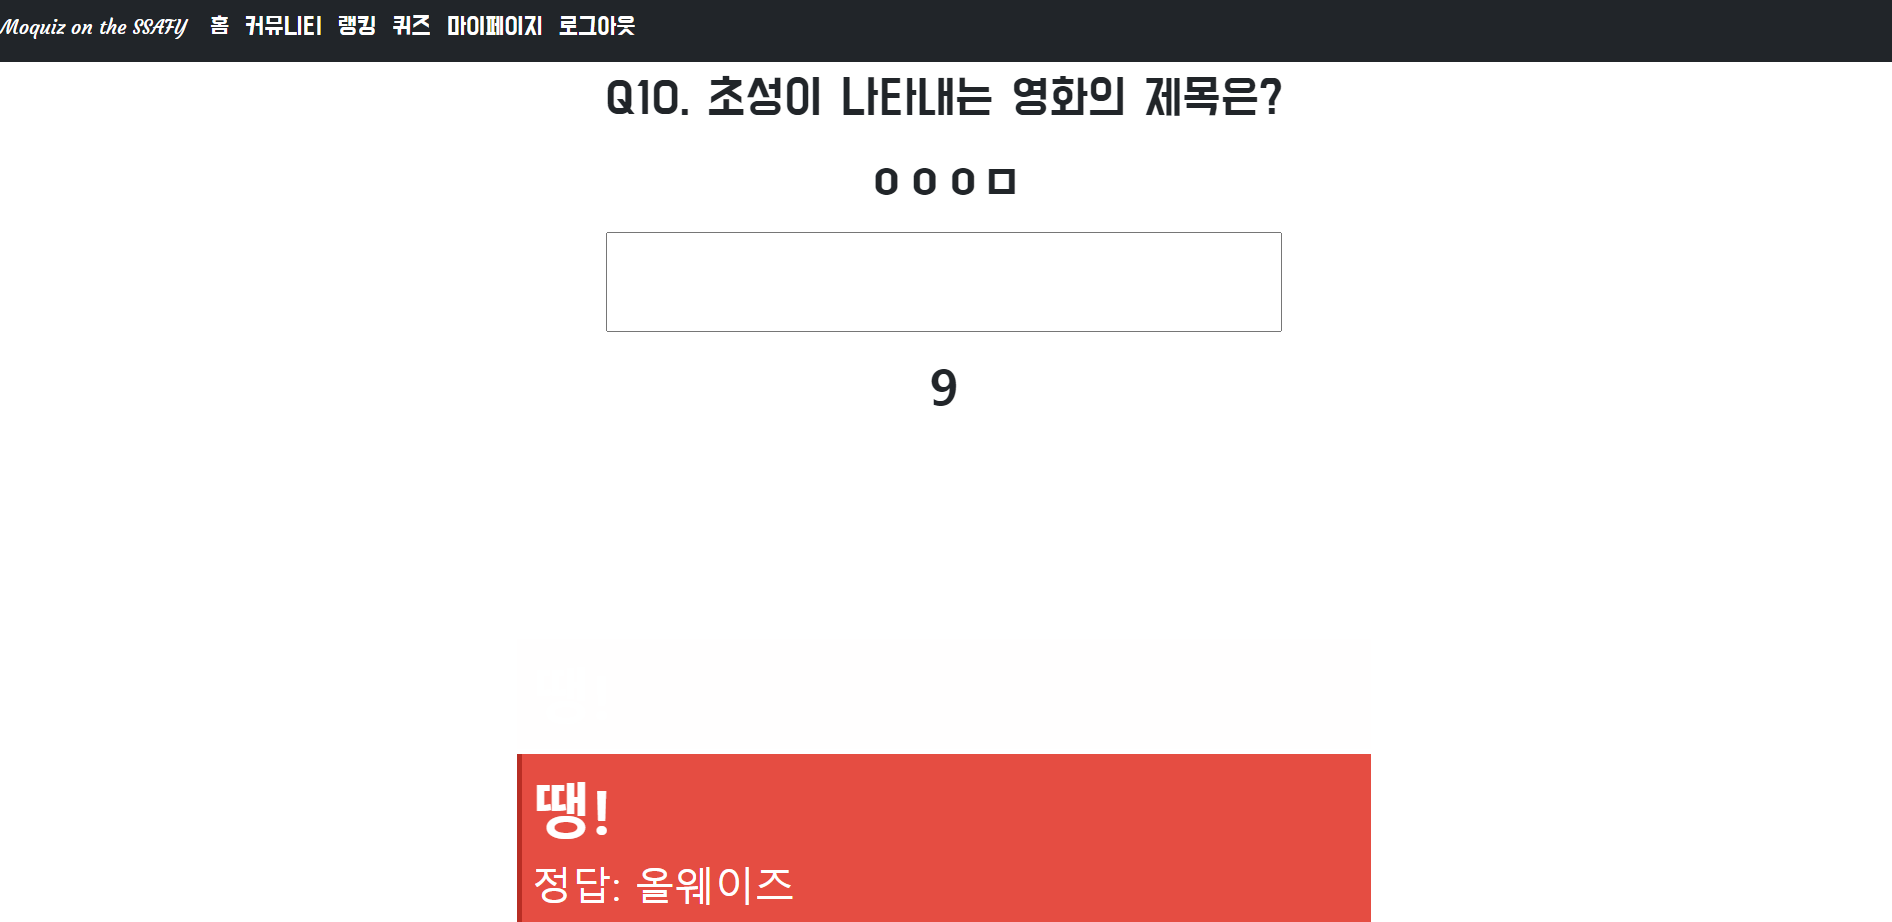 Moquiz on the SSAFY 홈 커뮤니티 랭킹 퀴즈 마이페이지 로그아웃
Q10. 초성이 나타내는 영화의 제목은?
ㅇㅇㅇㅁ
9
땡!
정답: 올웨이즈